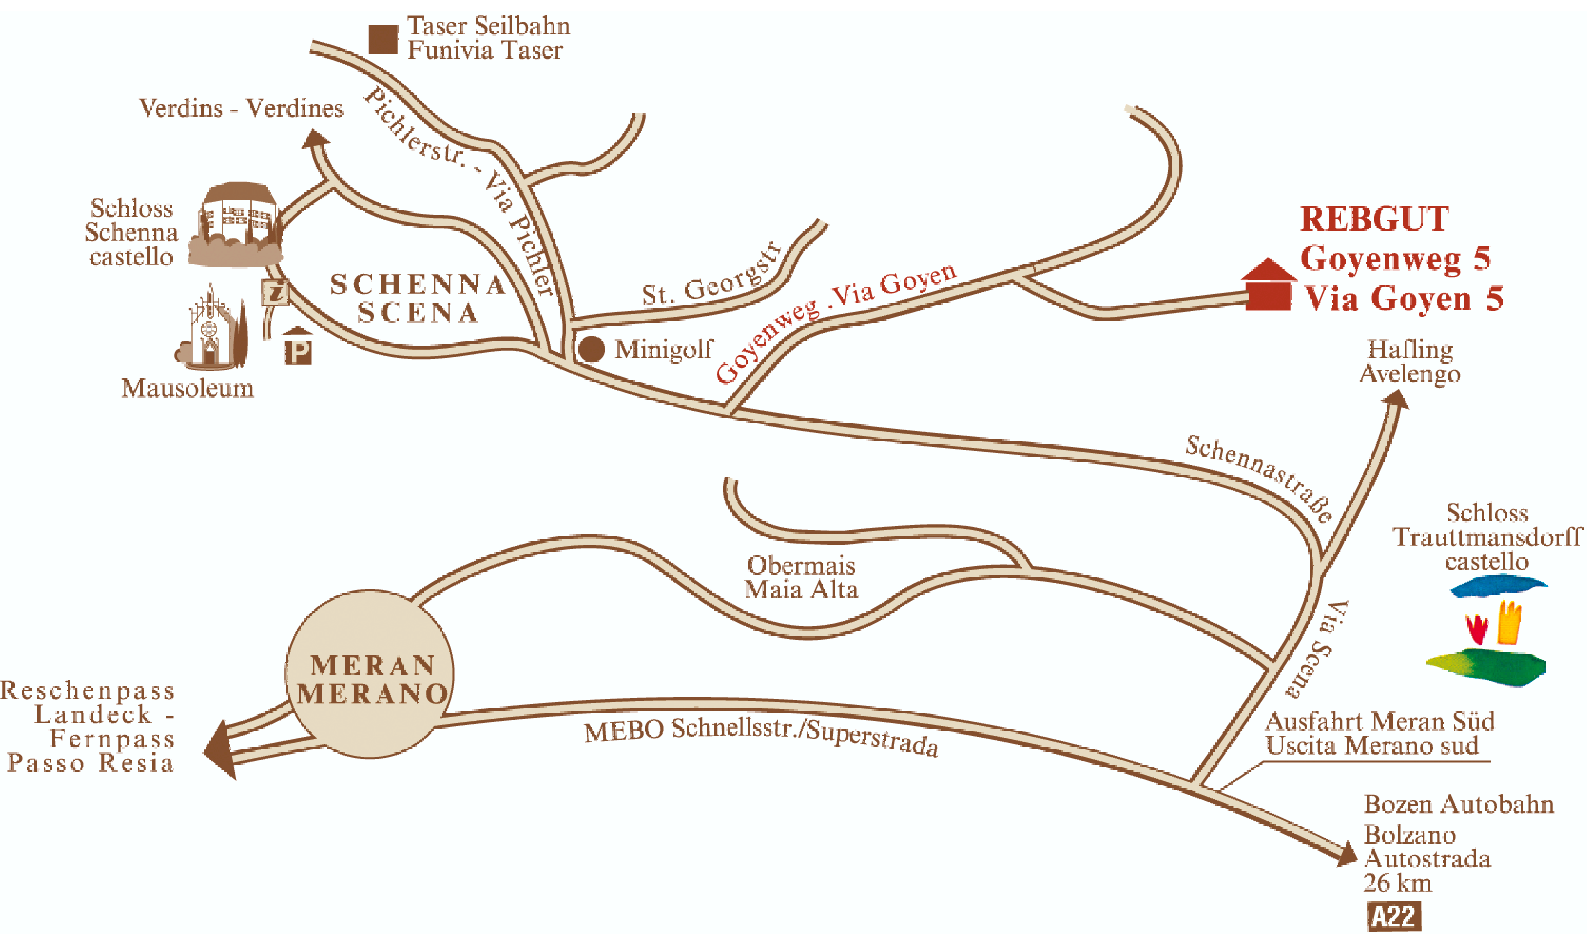 Taser Seilbahn
Funivia Taser
Verdins - Verdines
Pichlerstr. - Via Pichler
Schloss
Schenna
castello
SCHENNA
SCENA
i
P
Mausoleum
St. Georgstr
Minigolf
Goyenweg .Via Goyen
REBGUT
Goyenweg 5
Via Goyen 5
Hafling
Avelengo
Schennastraße
Schloss
Trauttmansdorff
castello
Obermais
Maia Alta
Via Scena
MERAN
MERANO
Reschenpass
Landeck -
Fernpass
Passo Resia
MEBO Schnellsstr./Superstrada
Ausfahrt Meran Süd
Uscita Merano sud
Bozen Autobahn
Bolzano
Autostrada
26 km
A22